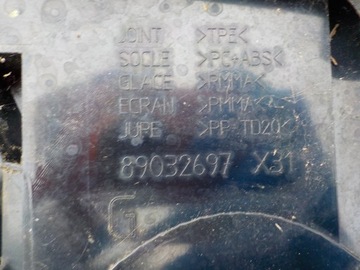 JOINT >TPE<
SOCLE >PC+ABS<
GLACE >PMMA<
ECRAN >PMMA<
JUPE >PP TD20<
89032697 X31
G